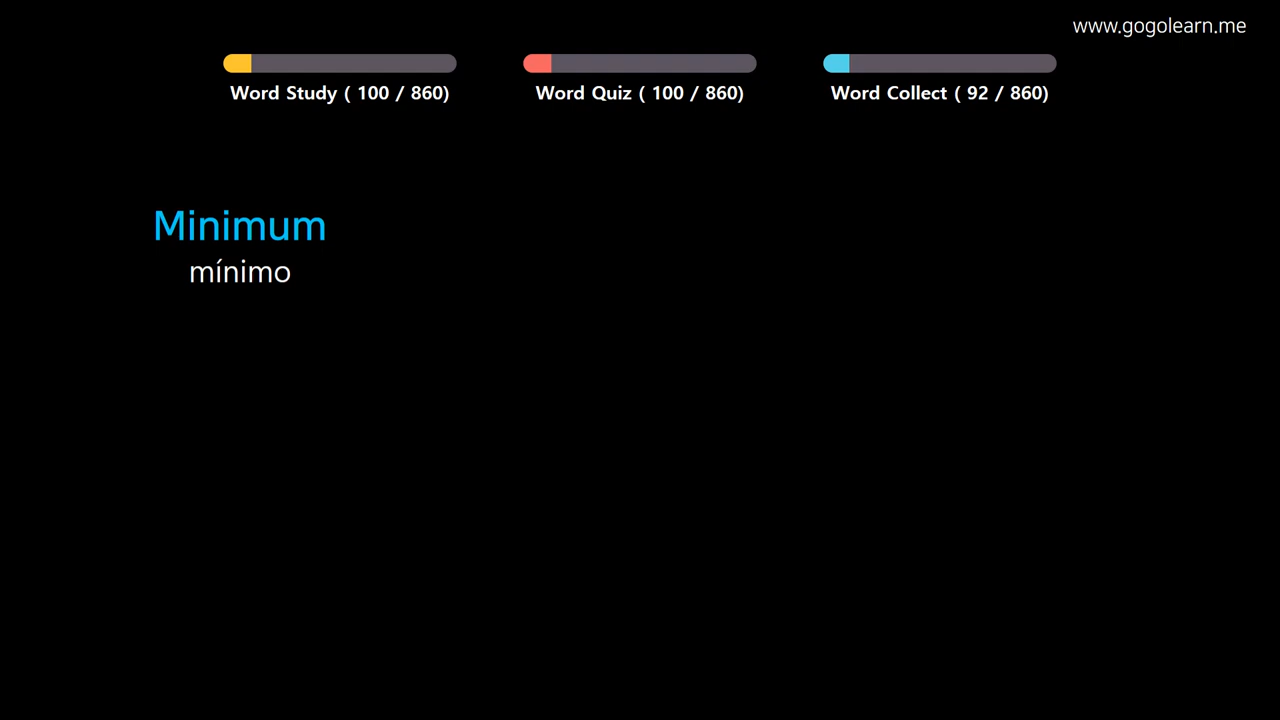 www.gogolearn.me
Word Study ( 100 / 860)
Word Quiz ( 100 / 860)
Word Collect ( 92 / 860)
Minimum
mínimo